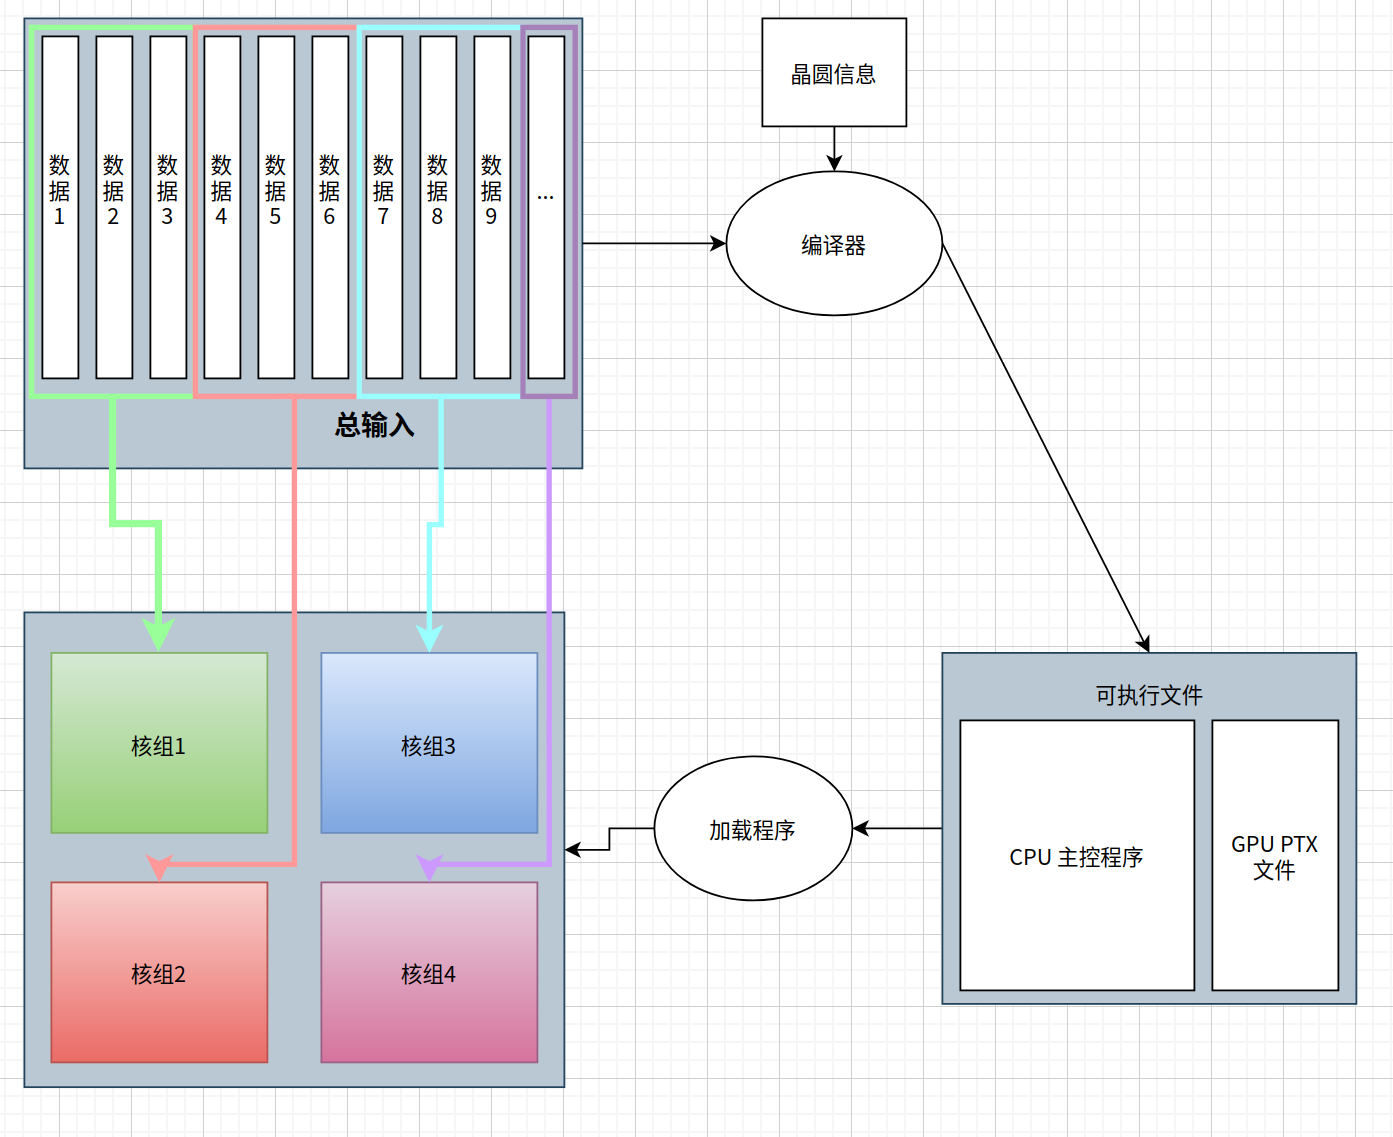 数
据
1
数
据
2
数
据
3
数
据
4
数
据
5
数
据
6
数
据
7
数
据
8
数
据
9
...
总输入
晶圆信息
编译器
核组1
核组3
核组2
核组4
加载程序
可执行文件
CPU 主控程序
GPU PTX
文件